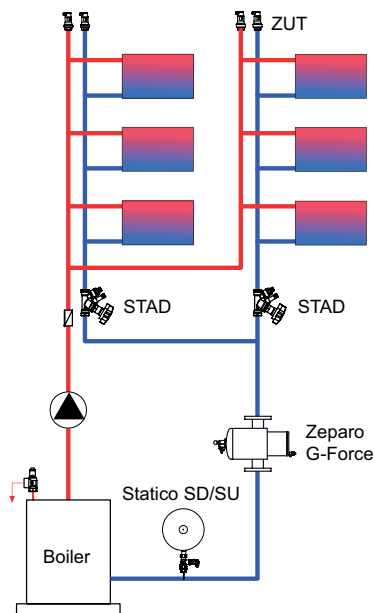 ZUT
STAD
STAD
Zeparo
G-Force
Statico SD/SU
Boiler